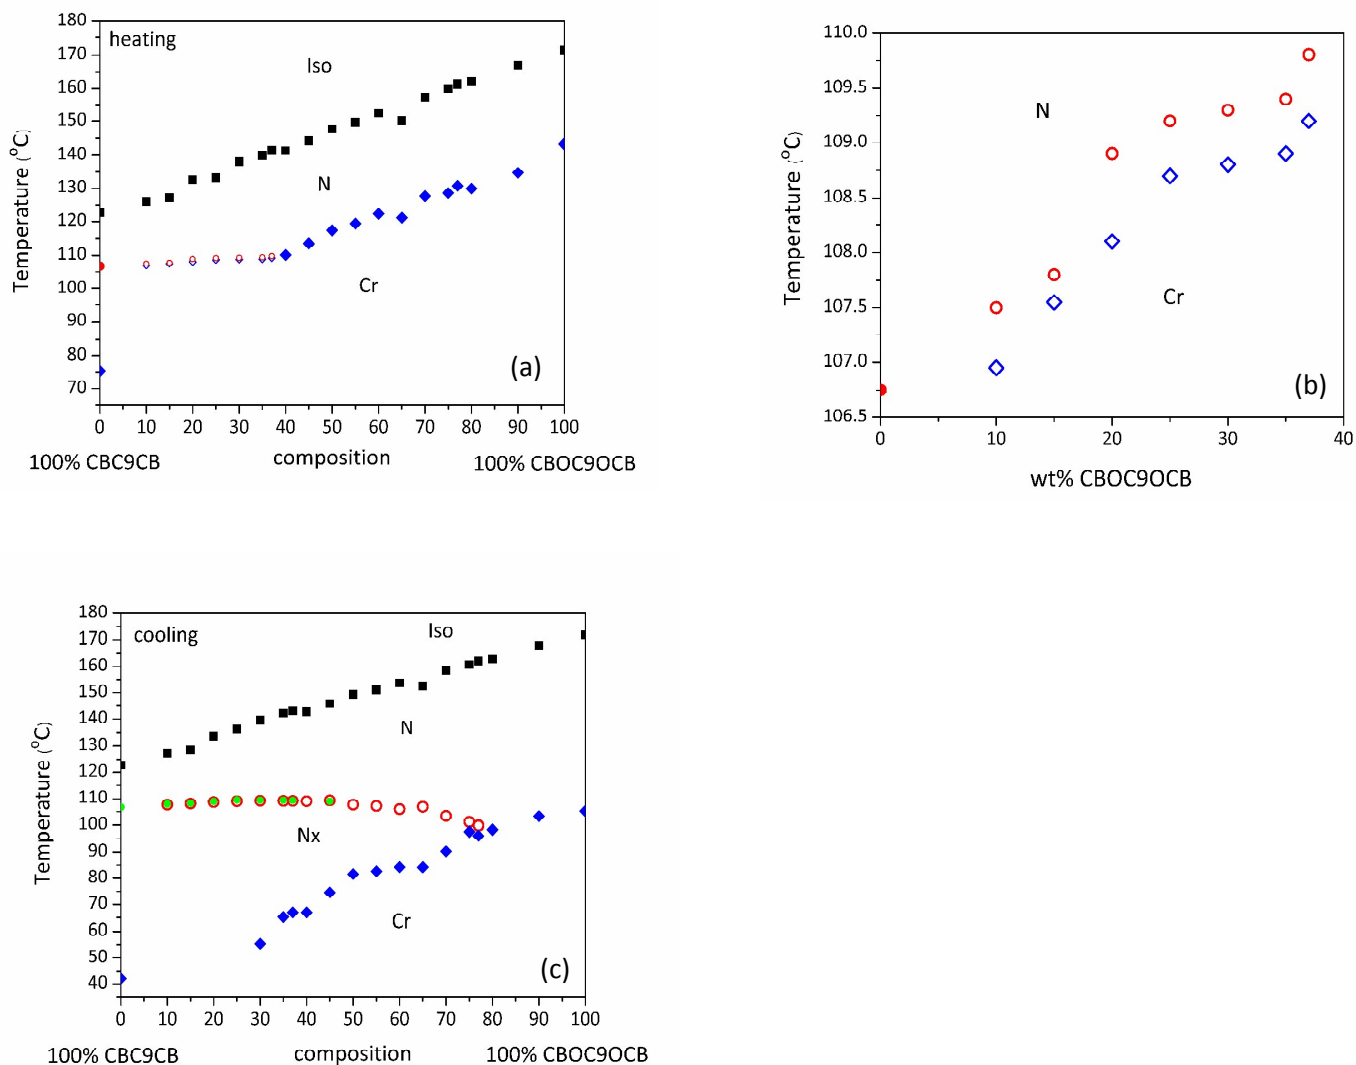 180
170
160
150
140
130
120
110
100
90
80
70
Temperature (°C)
heating
Iso
N
Cr
(a)
0 10 20 30 40 50 60 70 80 90 100
100% CBC9CB composition 100% CBOC9OCB
110.0
109.5
109.0
108.5
108.0
107.5
107.0
106.5
Temperature (°C)
N
Cr
(b)
0 10 20 30 40
wt% CBOC9OCB
180
170
160
150
140
130
120
110
100
90
80
70
60
50
40
Temperature (°C)
cooling
Iso
N
Nx
Cr
(c)
0 10 20 30 40 50 60 70 80 90 100
100% CBC9CB composition 100% CBOC9OCB